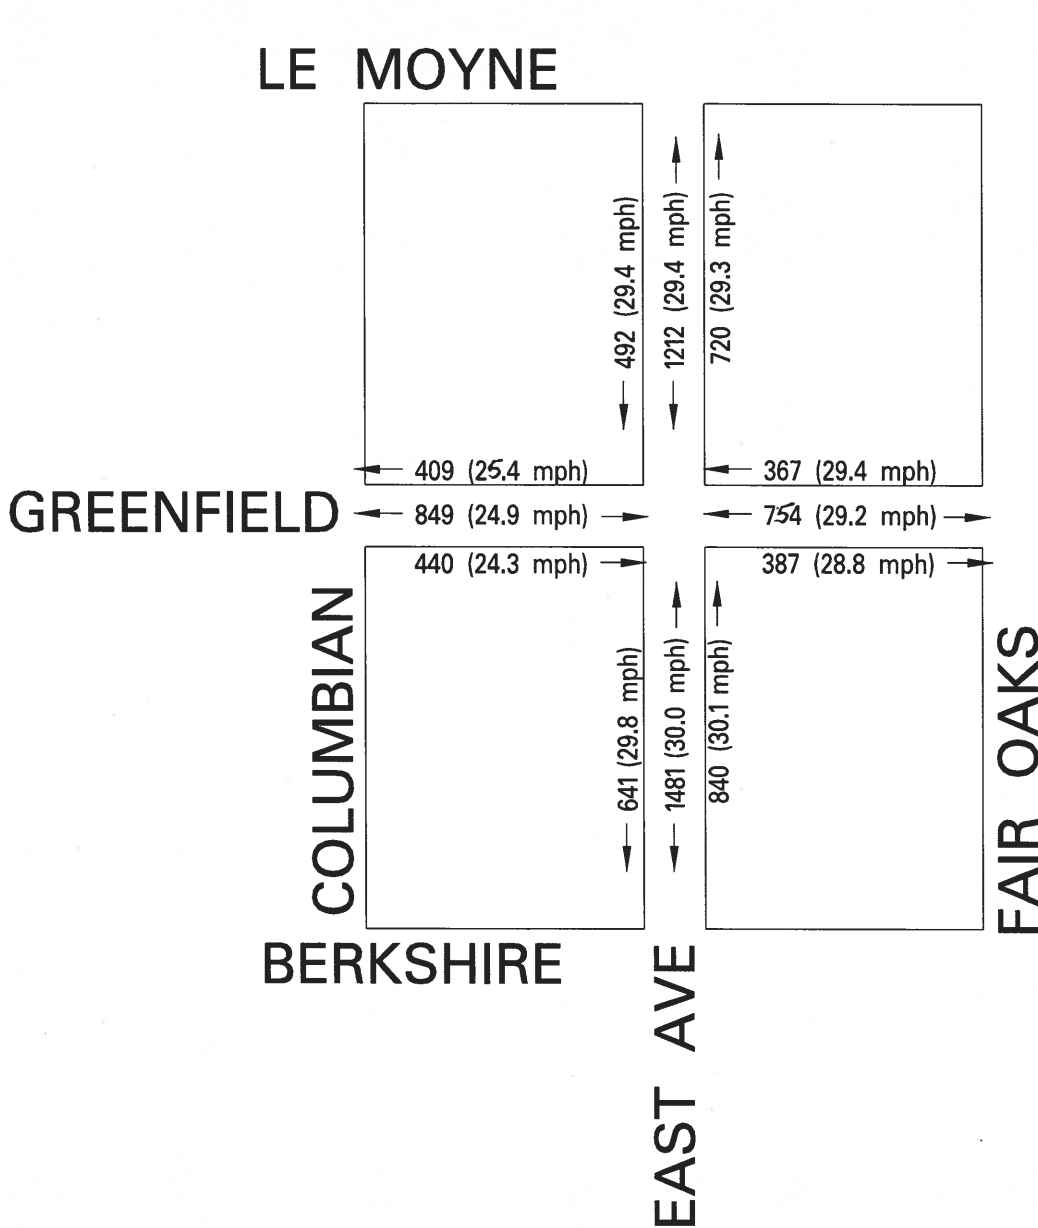 LE MOYNE
492 (29.4 mph)
1212 (29.4 mph)
720 (29.3 mph)
409 (25.4 mph)
367 (29.4 mph)
GREENFIELD
849 (24.9 mph)
754 (29.2 mph)
440 (24.3 mph)
387 (28.8 mph)
COLUMBIAN
641 (29.8 mph)
1481 (30.0 mph)
840 (30.1 mph)
FAIR OAKS
BERKSHIRE
EAST AVE